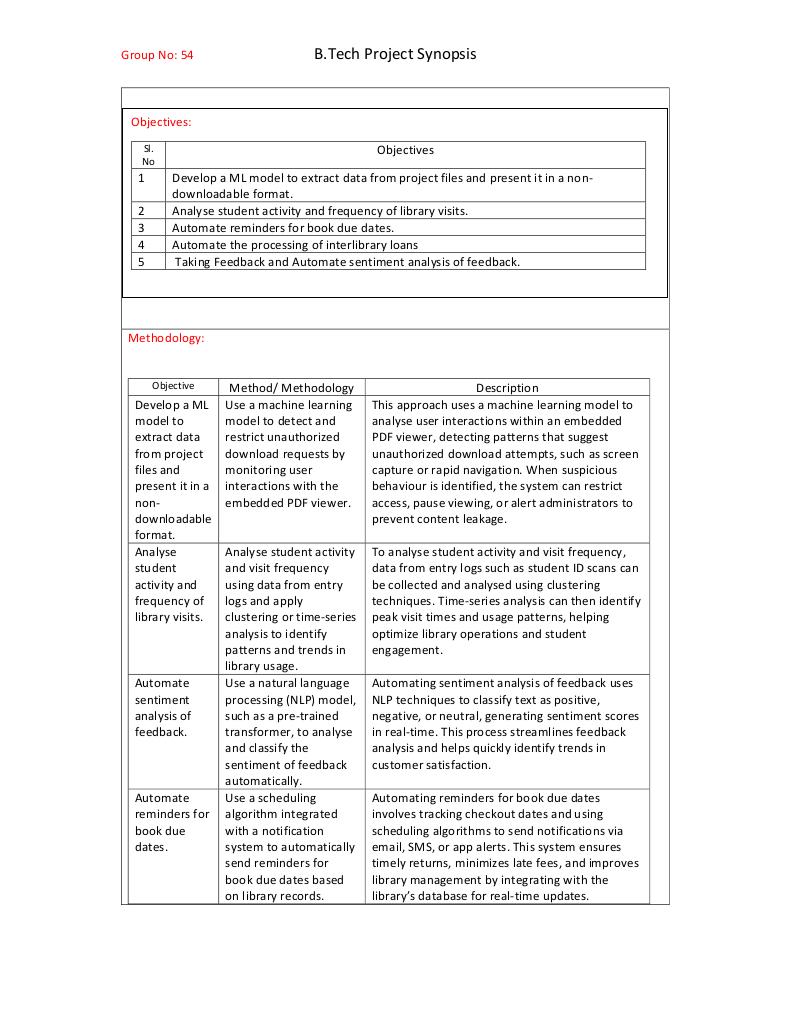 Group No: 54
B.Tech Project Synopsis
Objectives:
Sl. No
Objectives
1
Develop a ML model to extract data from project files and present it in a non-
downloadable format.
2
Analyse student activity and frequency of library visits.
3
Automate reminders for book due dates.
4
Automate the processing of interlibrary loans
5
Taking Feedback and Automate sentiment analysis of feedback.
Methodology:
Objective
Method/ Methodology
Description
Develop a ML
model to
extract data
from project
files and
present it in a
non-
downloadable
format.
Use a machine learning
model to detect and
restrict unauthorized
download requests by
monitoring user
interactions with the
embedded PDF viewer.
This approach uses a machine learning model to
analyse user interactions within an embedded
PDF viewer, detecting patterns that suggest
unauthorized download attempts, such as screen
capture or rapid navigation. When suspicious
behaviour is identified, the system can restrict
access, pause viewing, or alert administrators to
prevent content leakage.
Analyse
student
activity and
frequency of
library visits.
Analyse student activity
and visit frequency
using data from entry
logs and apply
clustering or time-series
analysis to identify
patterns and trends in
library usage.
To analyse student activity and visit frequency,
data from entry logs such as student ID scans can
be collected and analysed using clustering
techniques. Time-series analysis can then identify
peak visit times and usage patterns, helping
optimize library operations and student
engagement.
Automate
sentiment
analysis of
feedback.
Use a natural language
processing (NLP) model,
such as a pre-trained
transformer, to analyse
and classify the
sentiment of feedback
automatically.
Automating sentiment analysis of feedback uses
NLP techniques to classify text as positive,
negative, or neutral, generating sentiment scores
in real-time. This process streamlines feedback
analysis and helps quickly identify trends in
customer satisfaction.
Automate
reminders for
book due
dates.
Use a scheduling
algorithm integrated
with a notification
system to automatically
send reminders for
book due dates based
on library records.
Automating reminders for book due dates
involves tracking checkout dates and using
scheduling algorithms to send notifications via
email, SMS, or app alerts. This system ensures
timely returns, minimizes late fees, and improves
library management by integrating with the
library’s database for real-time updates.